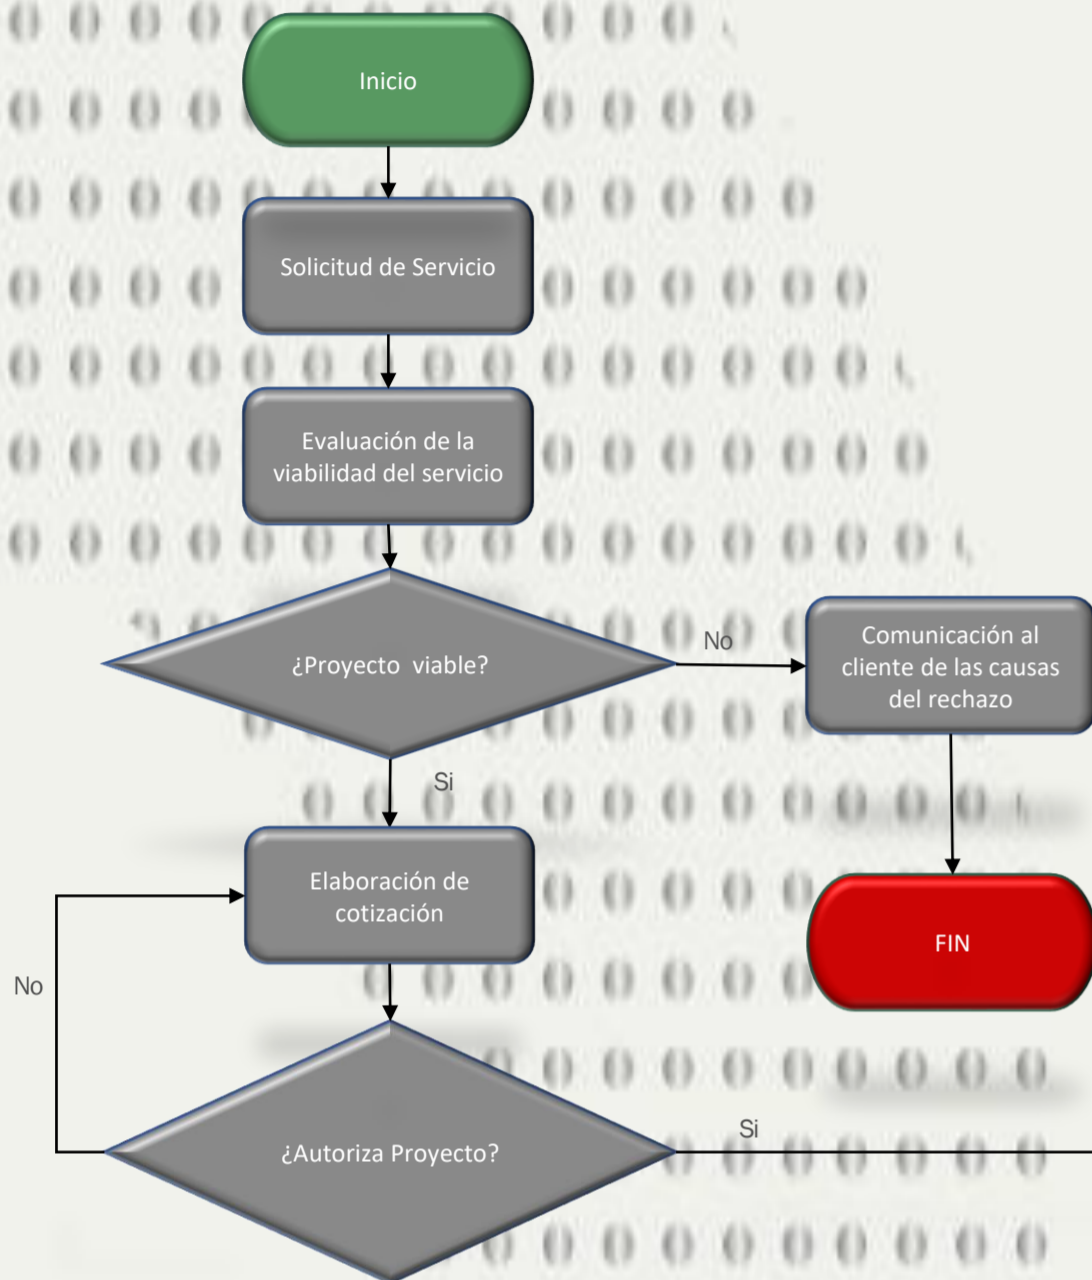 Inicio
Solicitud de Servicio
Evaluación de la
viabilidad del servicio
¿Proyecto  viable?
No
Comunicación al
cliente de las causas
del rechazo
Si
Elaboración de
cotización
FIN
No
¿Autoriza Proyecto?
Si